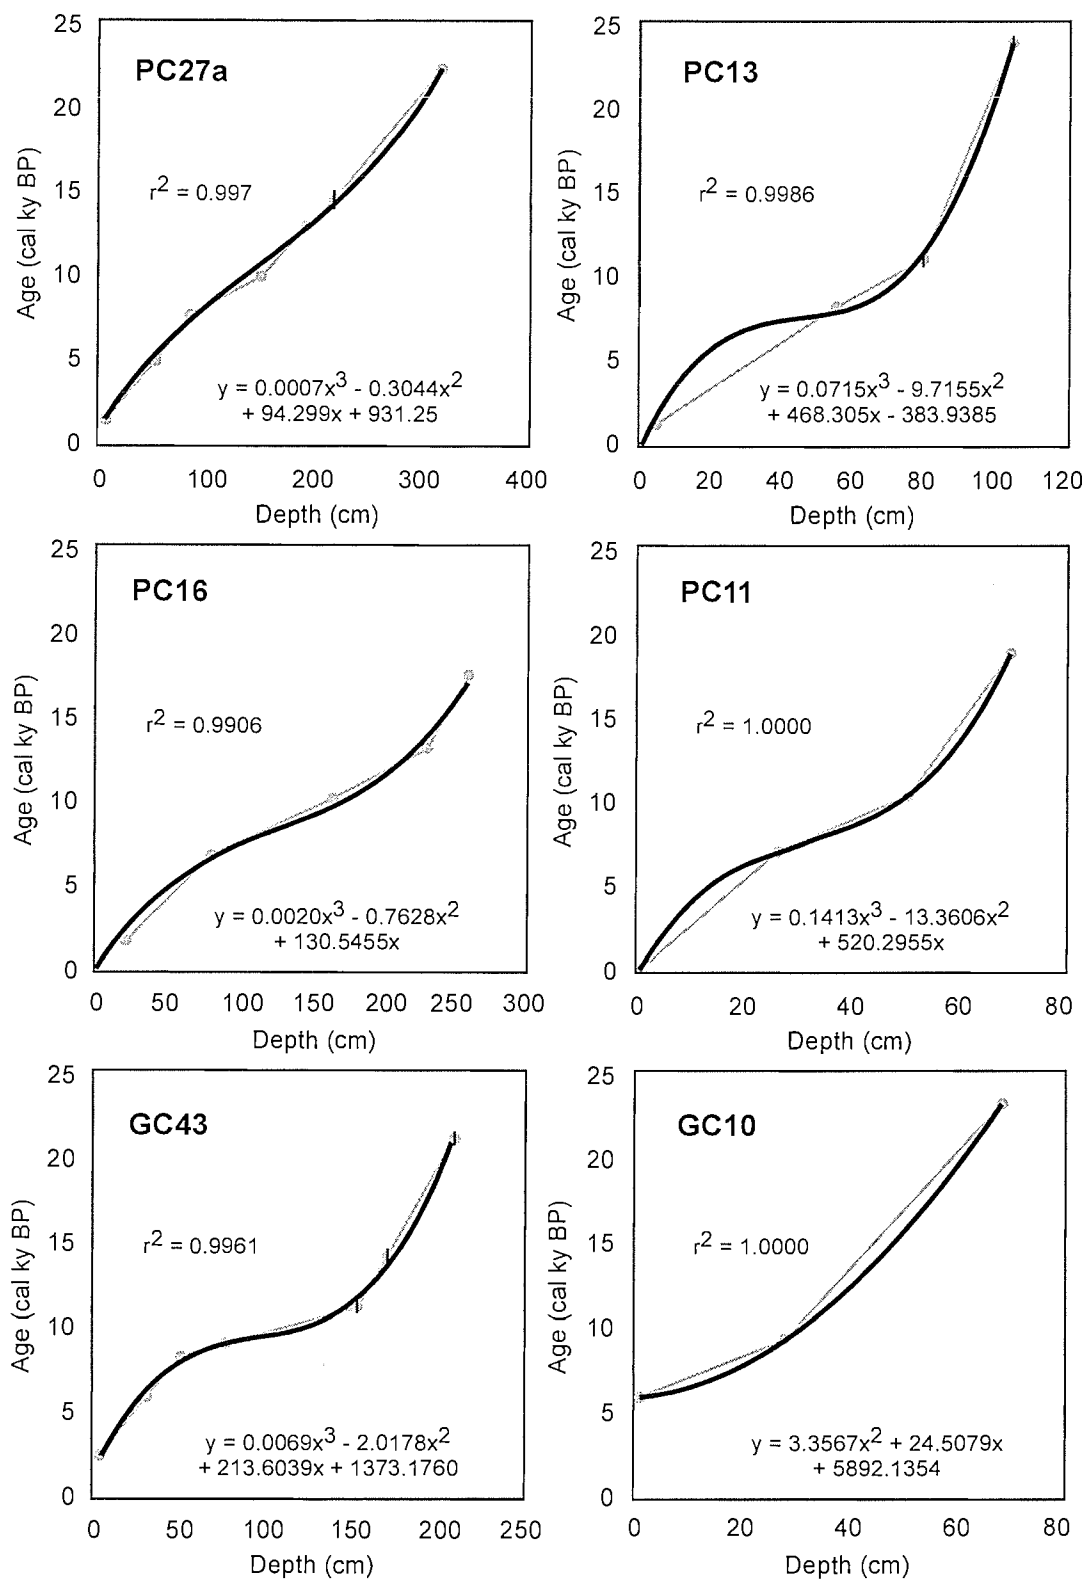 PC27a
r² = 0.997
y = 0.0007x³ - 0.3044x²
+ 94.299x + 931.25
Age (cal ky BP)
25
20
15
10
5
0
0 100 200 300 400
Depth (cm)
PC13
r² = 0.9986
y = 0.0715x³ - 9.7155x²
+ 468.305x - 383.9385
Age (cal ky BP)
25
20
15
10
5
0
0 20 40 60 80 100 120
Depth (cm)
PC16
r² = 0.9906
y = 0.0020x³ - 0.7628x²
+ 130.5455x
Age (cal ky BP)
25
20
15
10
5
0
0 50 100 150 200 250 300
Depth (cm)
PC11
r² = 1.0000
y = 0.1413x³ - 13.3606x²
+ 520.2955x
Age (cal ky BP)
25
20
15
10
5
0
0 20 40 60 80
Depth (cm)
GC43
r² = 0.9961
y = 0.0069x³ - 2.0178x²
+ 213.6039x + 1373.1760
Age (cal ky BP)
25
20
15
10
5
0
0 50 100 150 200 250
Depth (cm)
GC10
r² = 1.0000
y = 3.3567x² + 24.5079x
+ 5892.1354
Age (cal ky BP)
25
20
15
10
5
0
0 20 40 60 80
Depth (cm)